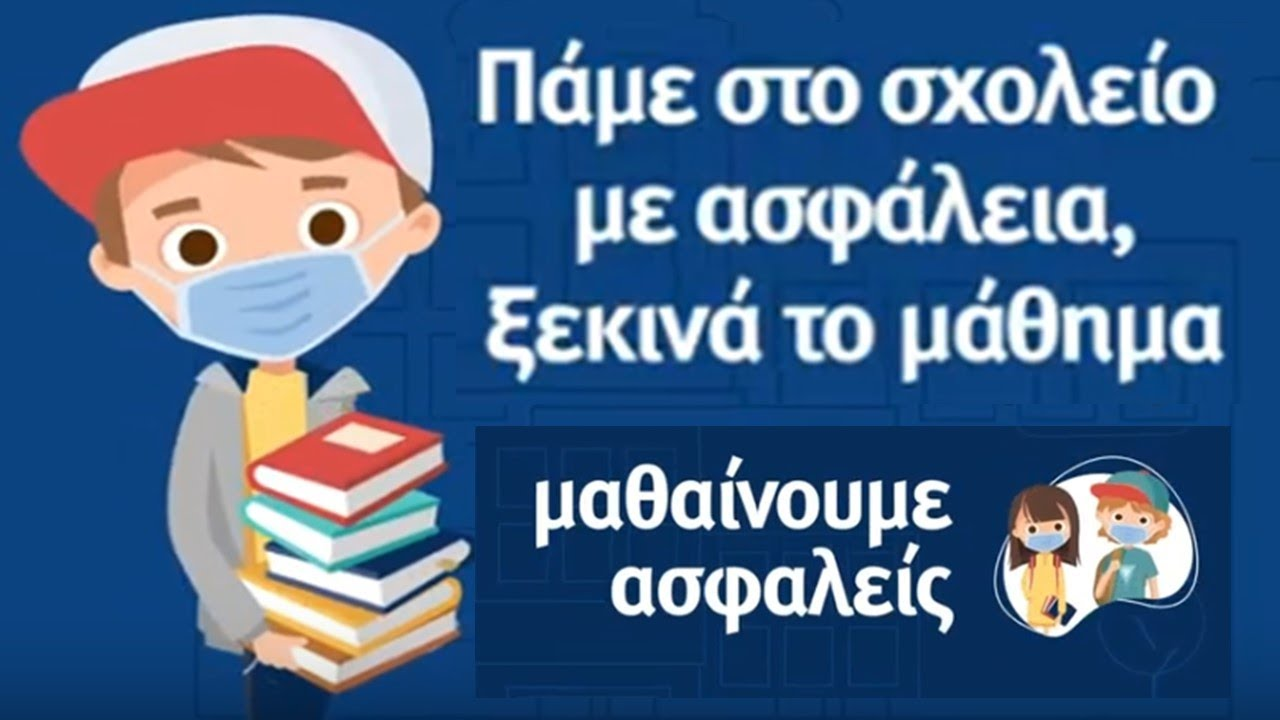 Πάμε στο σχολείο
με ασφάλεια,
ξεκινά το μάθημα
μαθαίνουμε
ασφαλείς